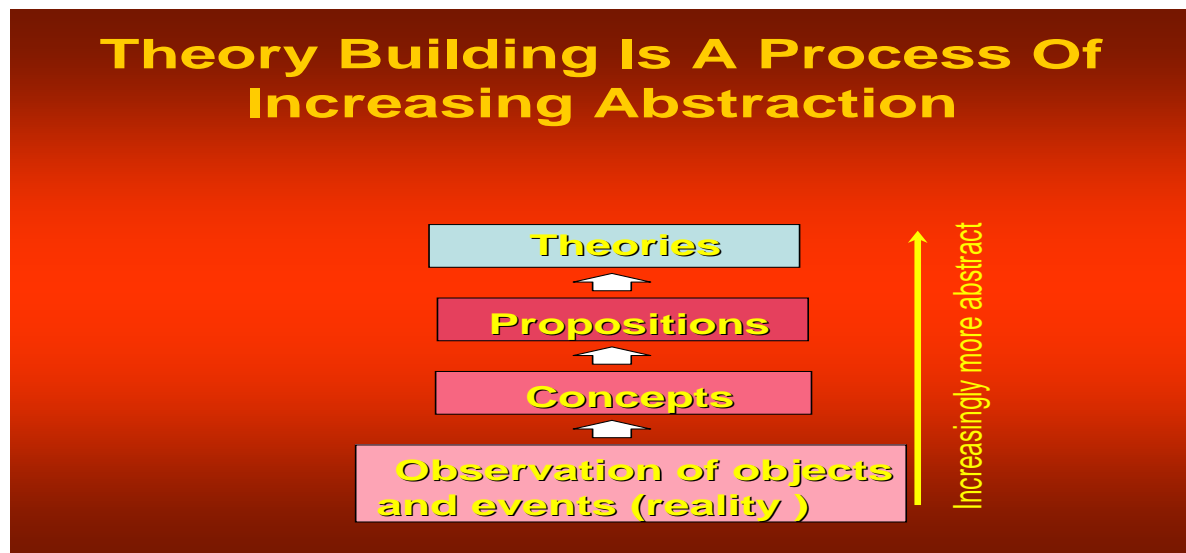 Theory Building Is A Process Of
Increasing Abstraction
Theories
Propositions
Concepts
Observation of objects
and events (reality )
Increasingly more abstract